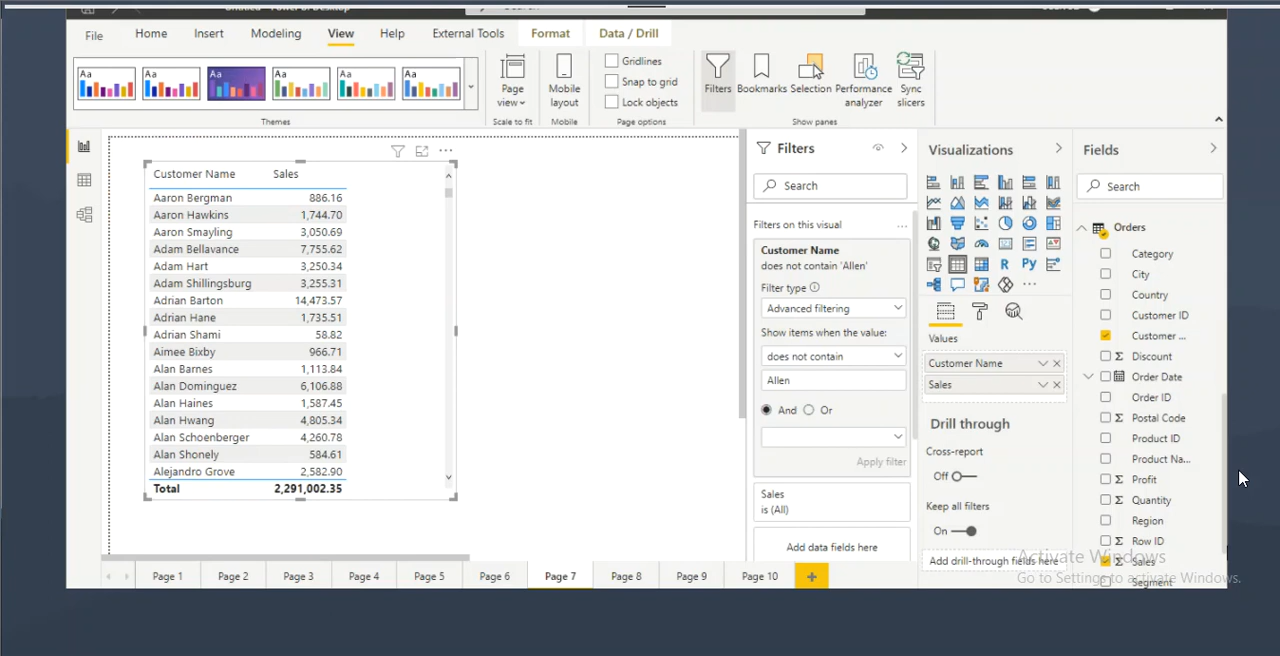 File
Home
Insert
Modeling
View
Help
External Tools
Format
Data / Drill
Aa
Aa
Aa
Aa
Aa
Aa
Themes
Page
view
Scale to fit
Mobile
layout
Mobile
Gridlines
Snap to grid
Lock objects
Page options
Filters
Bookmarks
Selection
Performance
analyzer
Sync
slicers
Show panes
Customer Name Sales
Aaron Bergman 886.16
Aaron Hawkins 1,744.70
Aaron Smayling 3,050.69
Adam Bellavance 7,755.62
Adam Hart 3,250.34
Adam Shillingsburg 3,255.31
Adrian Barton 14,473.57
Adrian Hane 1,735.51
Adrian Shami 58.82
Aimee Bixby 966.71
Alan Barnes 1,113.84
Alan Dominguez 6,106.88
Alan Haines 1,587.45
Alan Hwang 4,805.34
Alan Schoenberger 4,260.78
Alan Shonely 584.61
Alejandro Grove 2,582.90
Total 2,291,002.35
Filters
Search
Filters on this visual ...
Customer Name
does not contain 'Allen'
Filter type
Advanced filtering
Show items when the value:
does not contain
Allen
And Or
Apply filter
Sales
is (All)
Add data fields here
Visualizations
R
Py
...
Values
Customer Name
Sales
Drill through
Cross-report
Off
Keep all filters
On
Add drill-through fields here
Fields
Search
Orders
Category
City
Country
Customer ID
Customer ...
Σ Discount
Order Date
Order ID
Σ Postal Code
Product ID
Product Na...
Σ Profit
Σ Quantity
Region
Σ Row ID
Σ Sales
Segment
Activate Windows
Go to Settings to activate Windows.
Page 1
Page 2
Page 3
Page 4
Page 5
Page 6
Page 7
Page 8
Page 9
Page 10
+